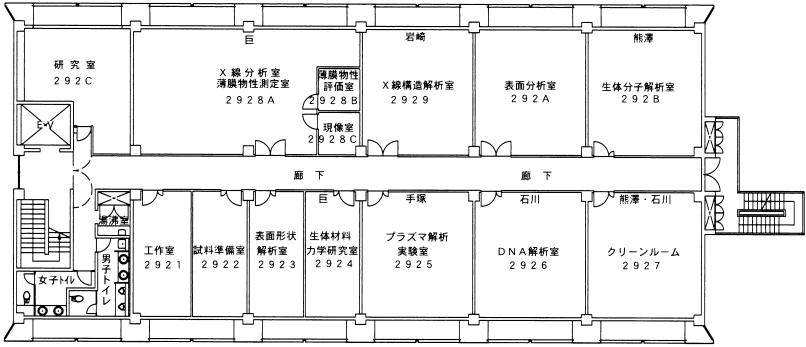 巨
岩崎
熊澤
研究室
292C
X線分析室
薄膜物性測定室
2928A
薄膜物性
評価室
2928B
現像室
2928C
X線構造解析室
2929
表面分析室
292A
生体分子解析室
292B
E・V
廊下
廊下
湯沸室
男子トイレ
女子トイレ
工作室
2921
試料準備室
2922
表面形状
解析室
2923
巨
生体材料
力学研究室
2924
手塚
プラズマ解析
実験室
2925
石川
DNA解析室
2926
熊澤・石川
クリーンルーム
2927